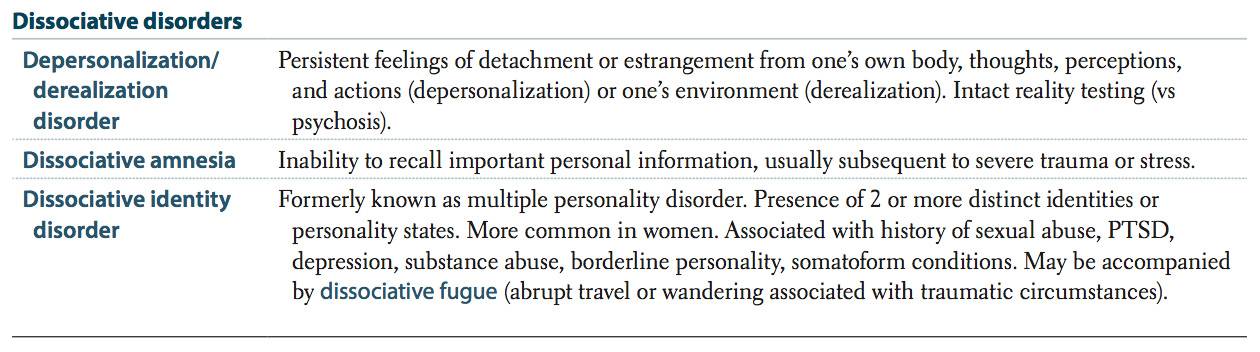 Dissociative disorders
Depersonalization/
derealization
disorder
Persistent feelings of detachment or estrangement from one’s own body, thoughts, perceptions,
and actions (depersonalization) or one’s environment (derealization). Intact reality testing (vs
psychosis).
Dissociative amnesia
Inability to recall important personal information, usually subsequent to severe trauma or stress.
Dissociative identity
disorder
Formerly known as multiple personality disorder. Presence of 2 or more distinct identities or
personality states. More common in women. Associated with history of sexual abuse, PTSD,
depression, substance abuse, borderline personality, somatoform conditions. May be accompanied
by dissociative fugue (abrupt travel or wandering associated with traumatic circumstances).